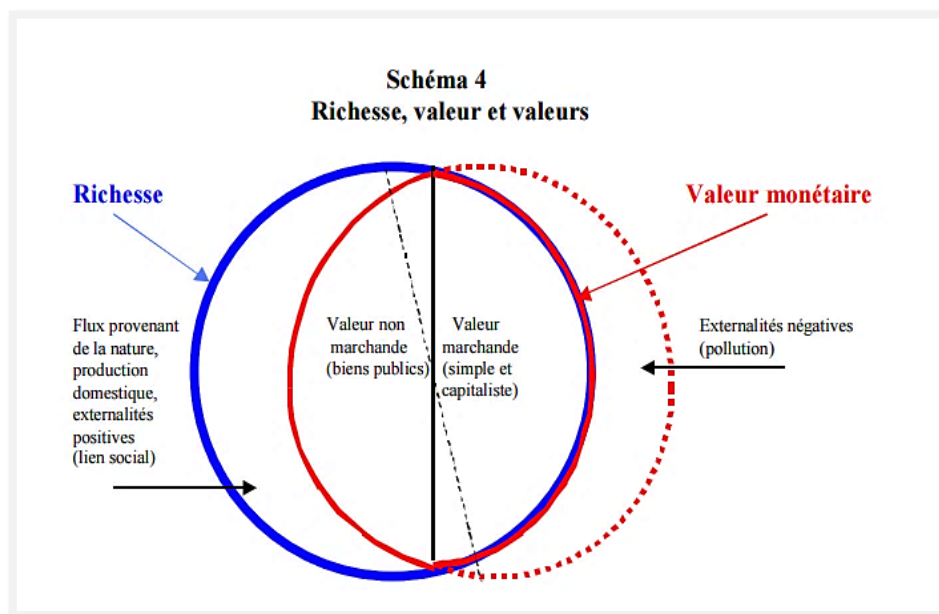 Schéma 4
Richesse, valeur et valeurs
Richesse
Valeur monétaire
Flux provenant
de la nature,
production
domestique,
externalités
positives
(lien social)
Valeur non
marchande
(biens publics)
Valeur
marchande
(simple et
capitaliste)
Externalités négatives
(pollution)